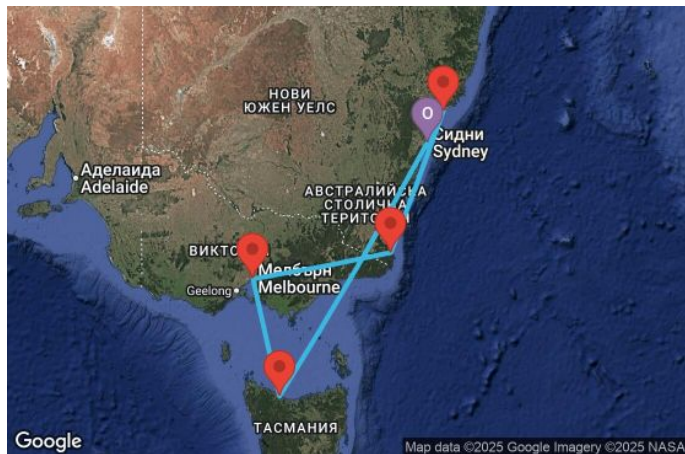 НОВИ
ЮЖЕН УЕЛС
O
Сидни
Sydney
Аделаида
Adelaide
АВСТРАЛИЙСКА
СТОЛИЧНА
ТЕРИТОРИЯ
Мелбърн
Geelong
Melbourne
ТАСМАНИЯ
Google
Map data ©2025 Google Imagery ©2025 NASA